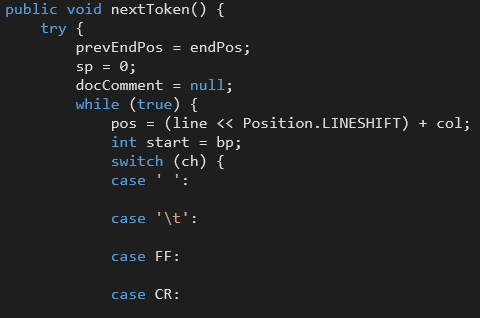 public void nextToken() {
    try {
        prevEndPos = endPos;
        sp = 0;
        docComment = null;
        while (true) {
            pos = (line << Position.LINESHIFT) + col;
            int start = bp;
            switch (ch) {
            case ' ':
            case '\t':
            case FF:
            case CR: